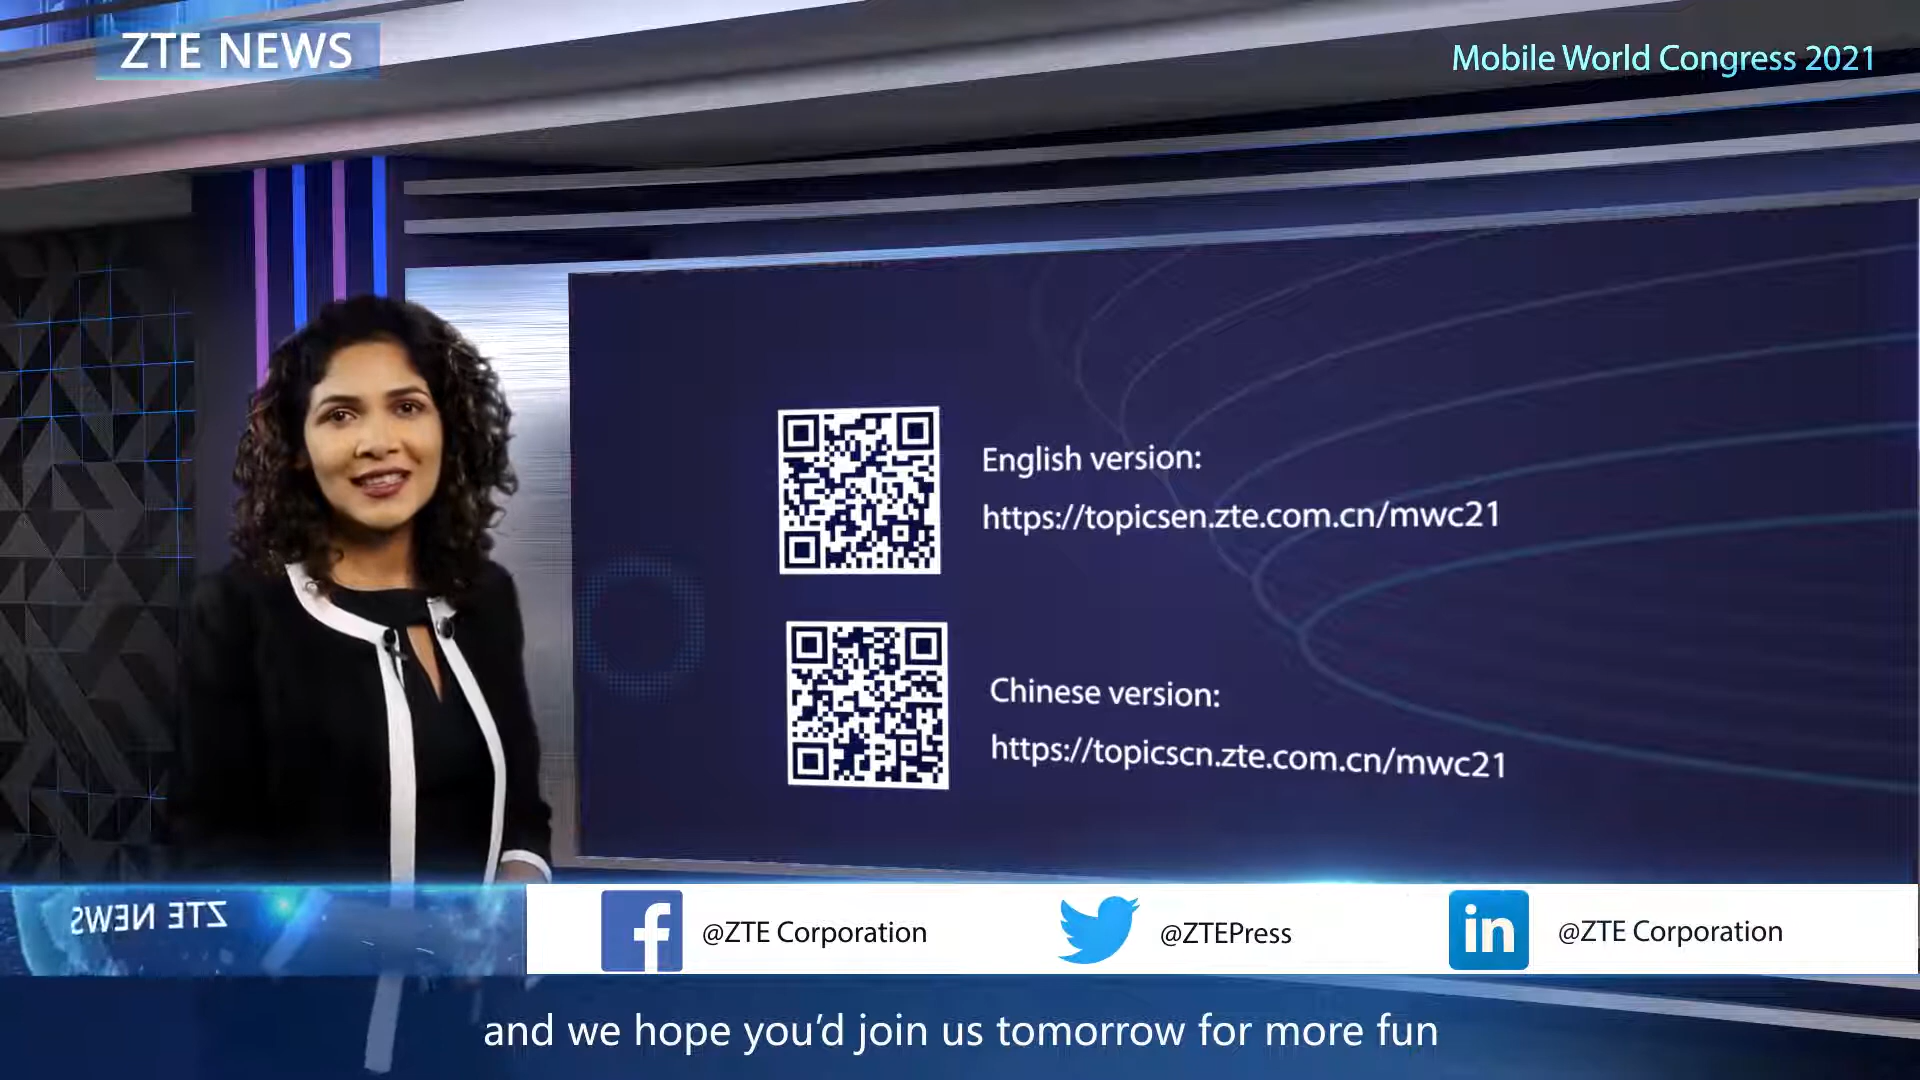 ZTE NEWS
Mobile World Congress 2021
English version:
https://topicsen.zte.com.cn/mwc21
Chinese version:
https://topicscn.zte.com.cn/mwc21
ZTE NEWS
@ZTE Corporation
@ZTEPress
in
@ZTE Corporation
and we hope you'd join us tomorrow for more fun